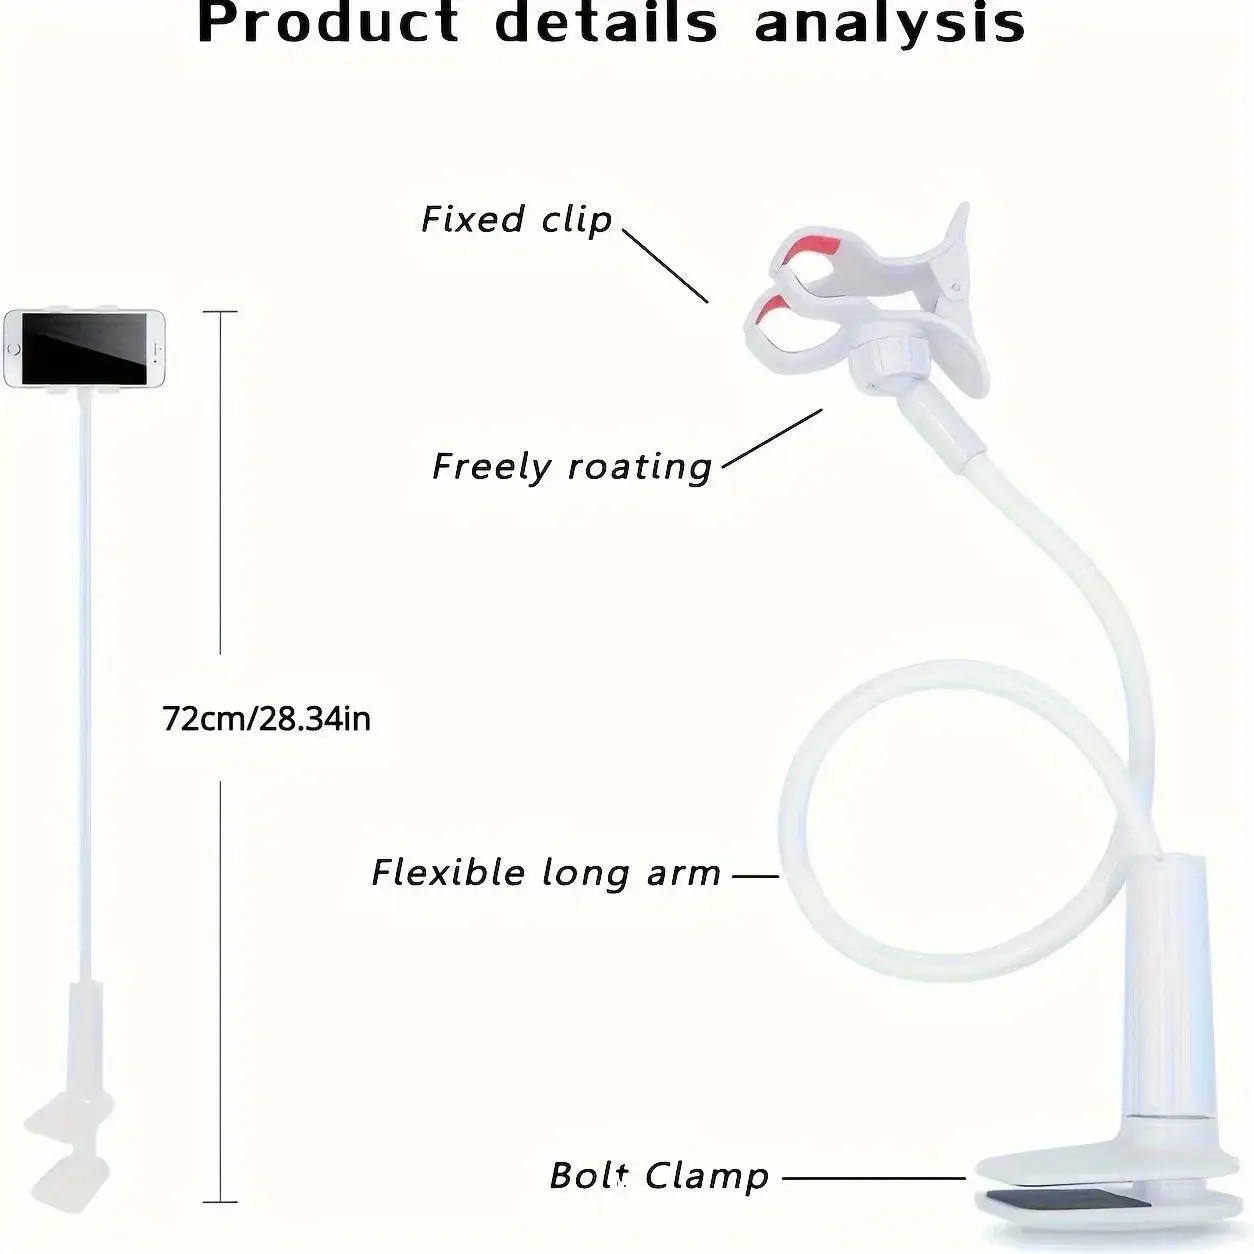 Product details analysis
Fixed clip
Freely roating
72cm/28.34in
Flexible long arm
Bolt Clamp